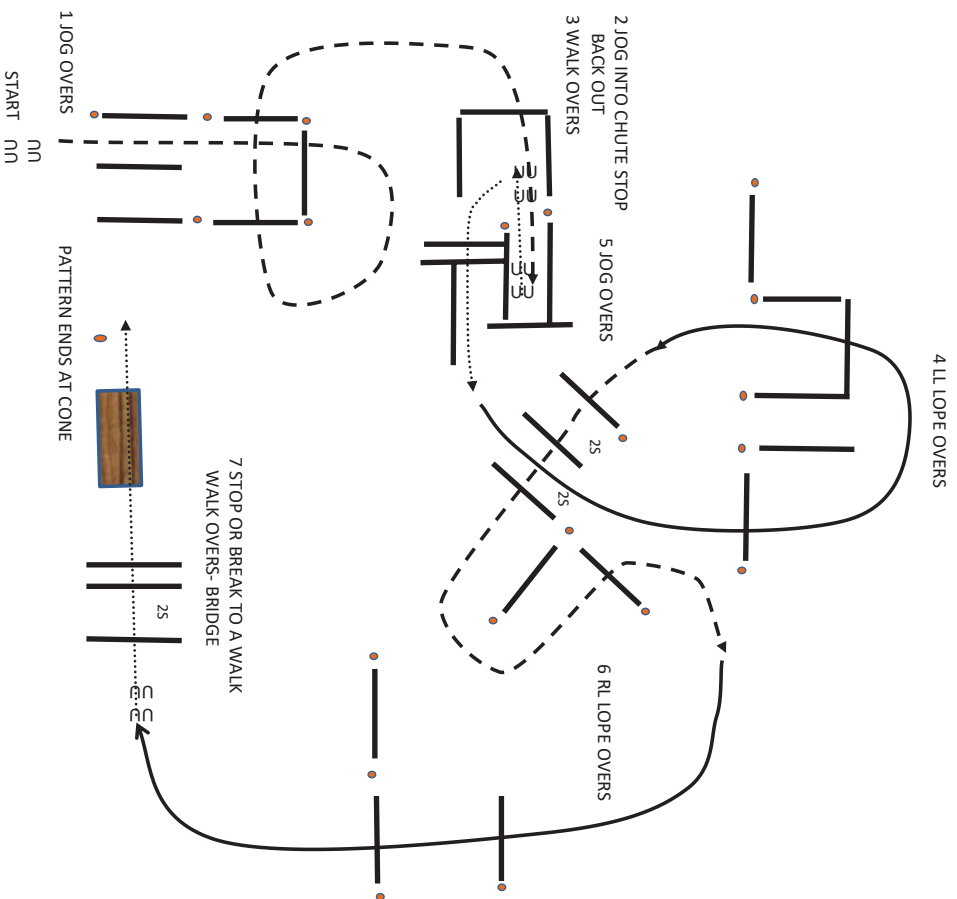 START
1 JOG OVERS
2 JOG INTO CHUTE STOP
BACK OUT
3 WALK OVERS
4 LL LOPE OVERS
5 JOG OVERS
2S
2S
6 RL LOPE OVERS
7 STOP OR BREAK TO A WALK
WALK OVERS- BRIDGE
2S
PATTERN ENDS AT CONE